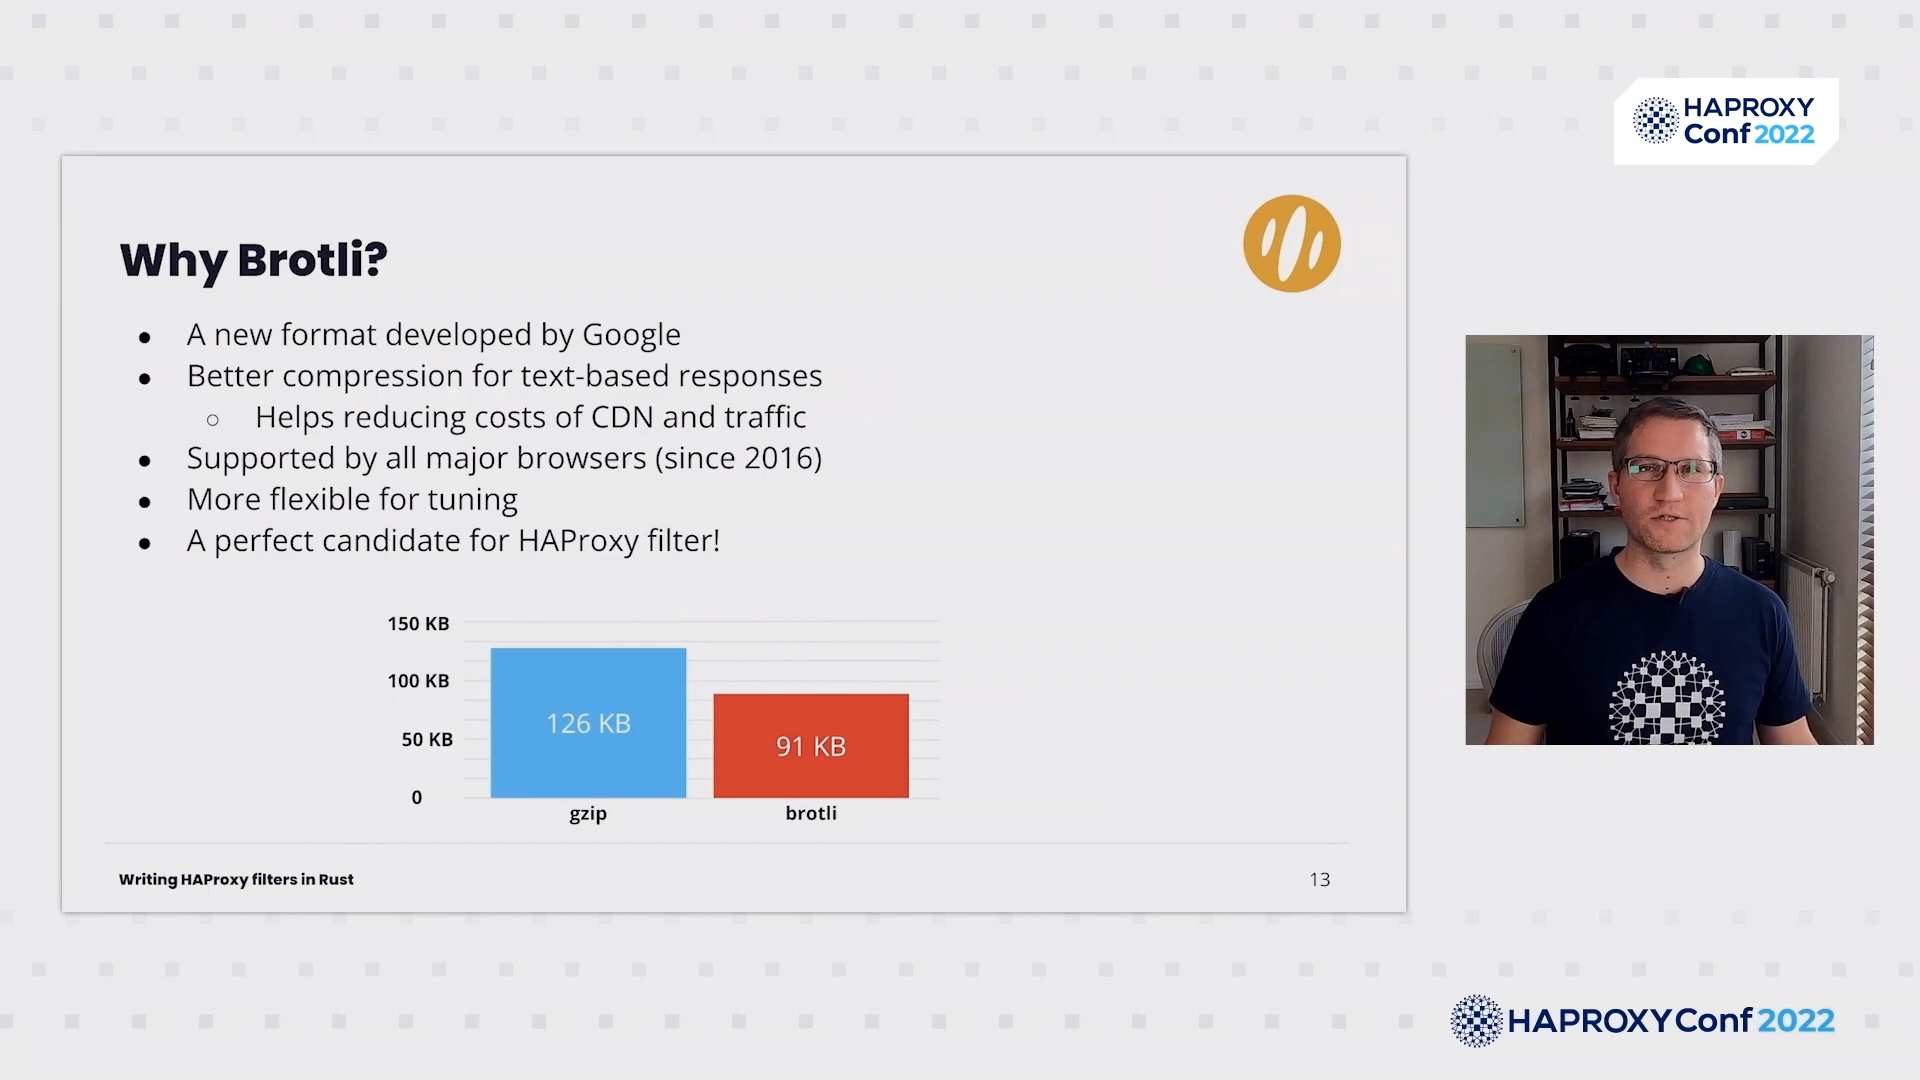 HAPROXY
Conf 2022
Why Brotli?
● A new format developed by Google
● Better compression for text-based responses
○ Helps reducing costs of CDN and traffic
● Supported by all major browsers (since 2016)
● More flexible for tuning
● A perfect candidate for HAProxy filter!
150 KB
100 KB
50 KB
0
126 KB
91 KB
gzip
brotli
Writing HAProxy filters in Rust
13
HAPROXY Conf 2022